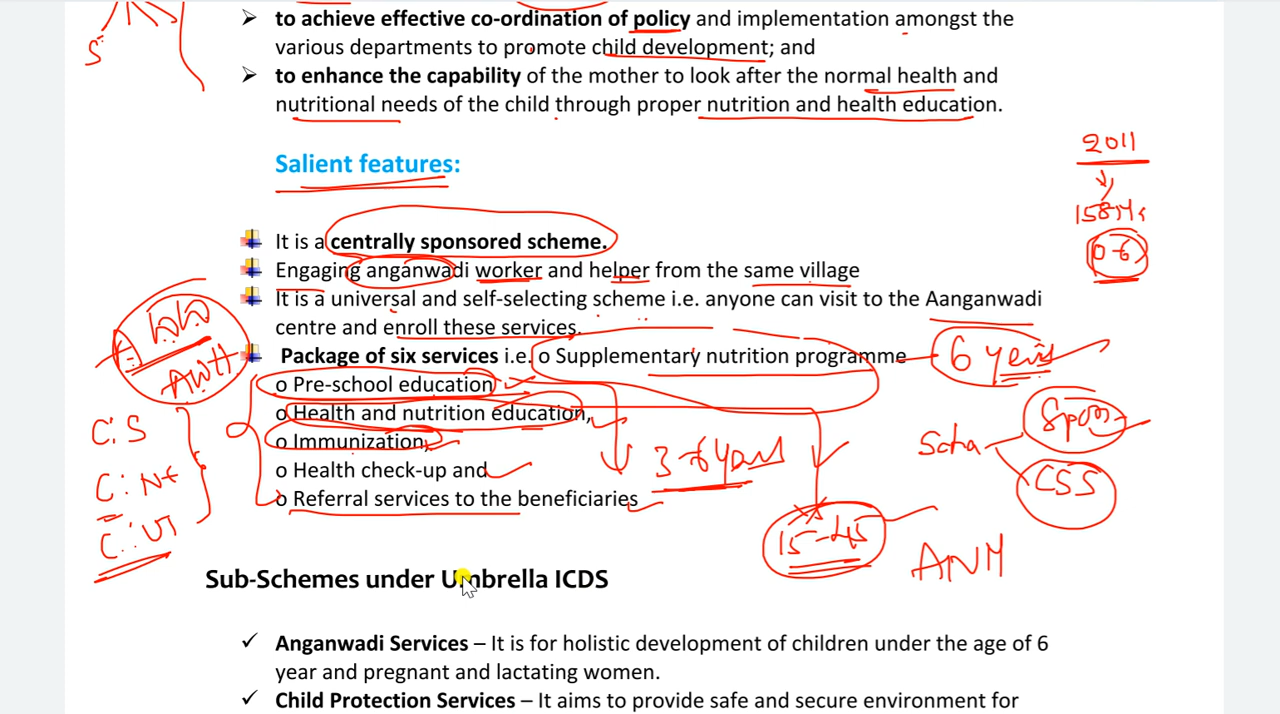 to achieve effective co-ordination of policy and implementation amongst the
various departments to promote child development; and
to enhance the capability of the mother to look after the normal health and
nutritional needs of the child through proper nutrition and health education.
2011
0-6
Salient features:
It is a centrally sponsored scheme.
Engaging anganwadi worker and helper from the same village
It is a universal and self-selecting scheme i.e. anyone can visit to the Aanganwadi
centre and enroll these services.
Package of six services i.e. o Supplementary nutrition programme
6 years
o Pre-school education
o Health and nutrition education,
o Immunization,
o Health check-up and
o Referral services to the beneficiaries
AWH
C:S
3-6 years
CSS
15-45
ANM
Sub-Schemes under Umbrella ICDS
Anganwadi Services – It is for holistic development of children under the age of 6
year and pregnant and lactating women.
Child Protection Services – It aims to provide safe and secure environment for